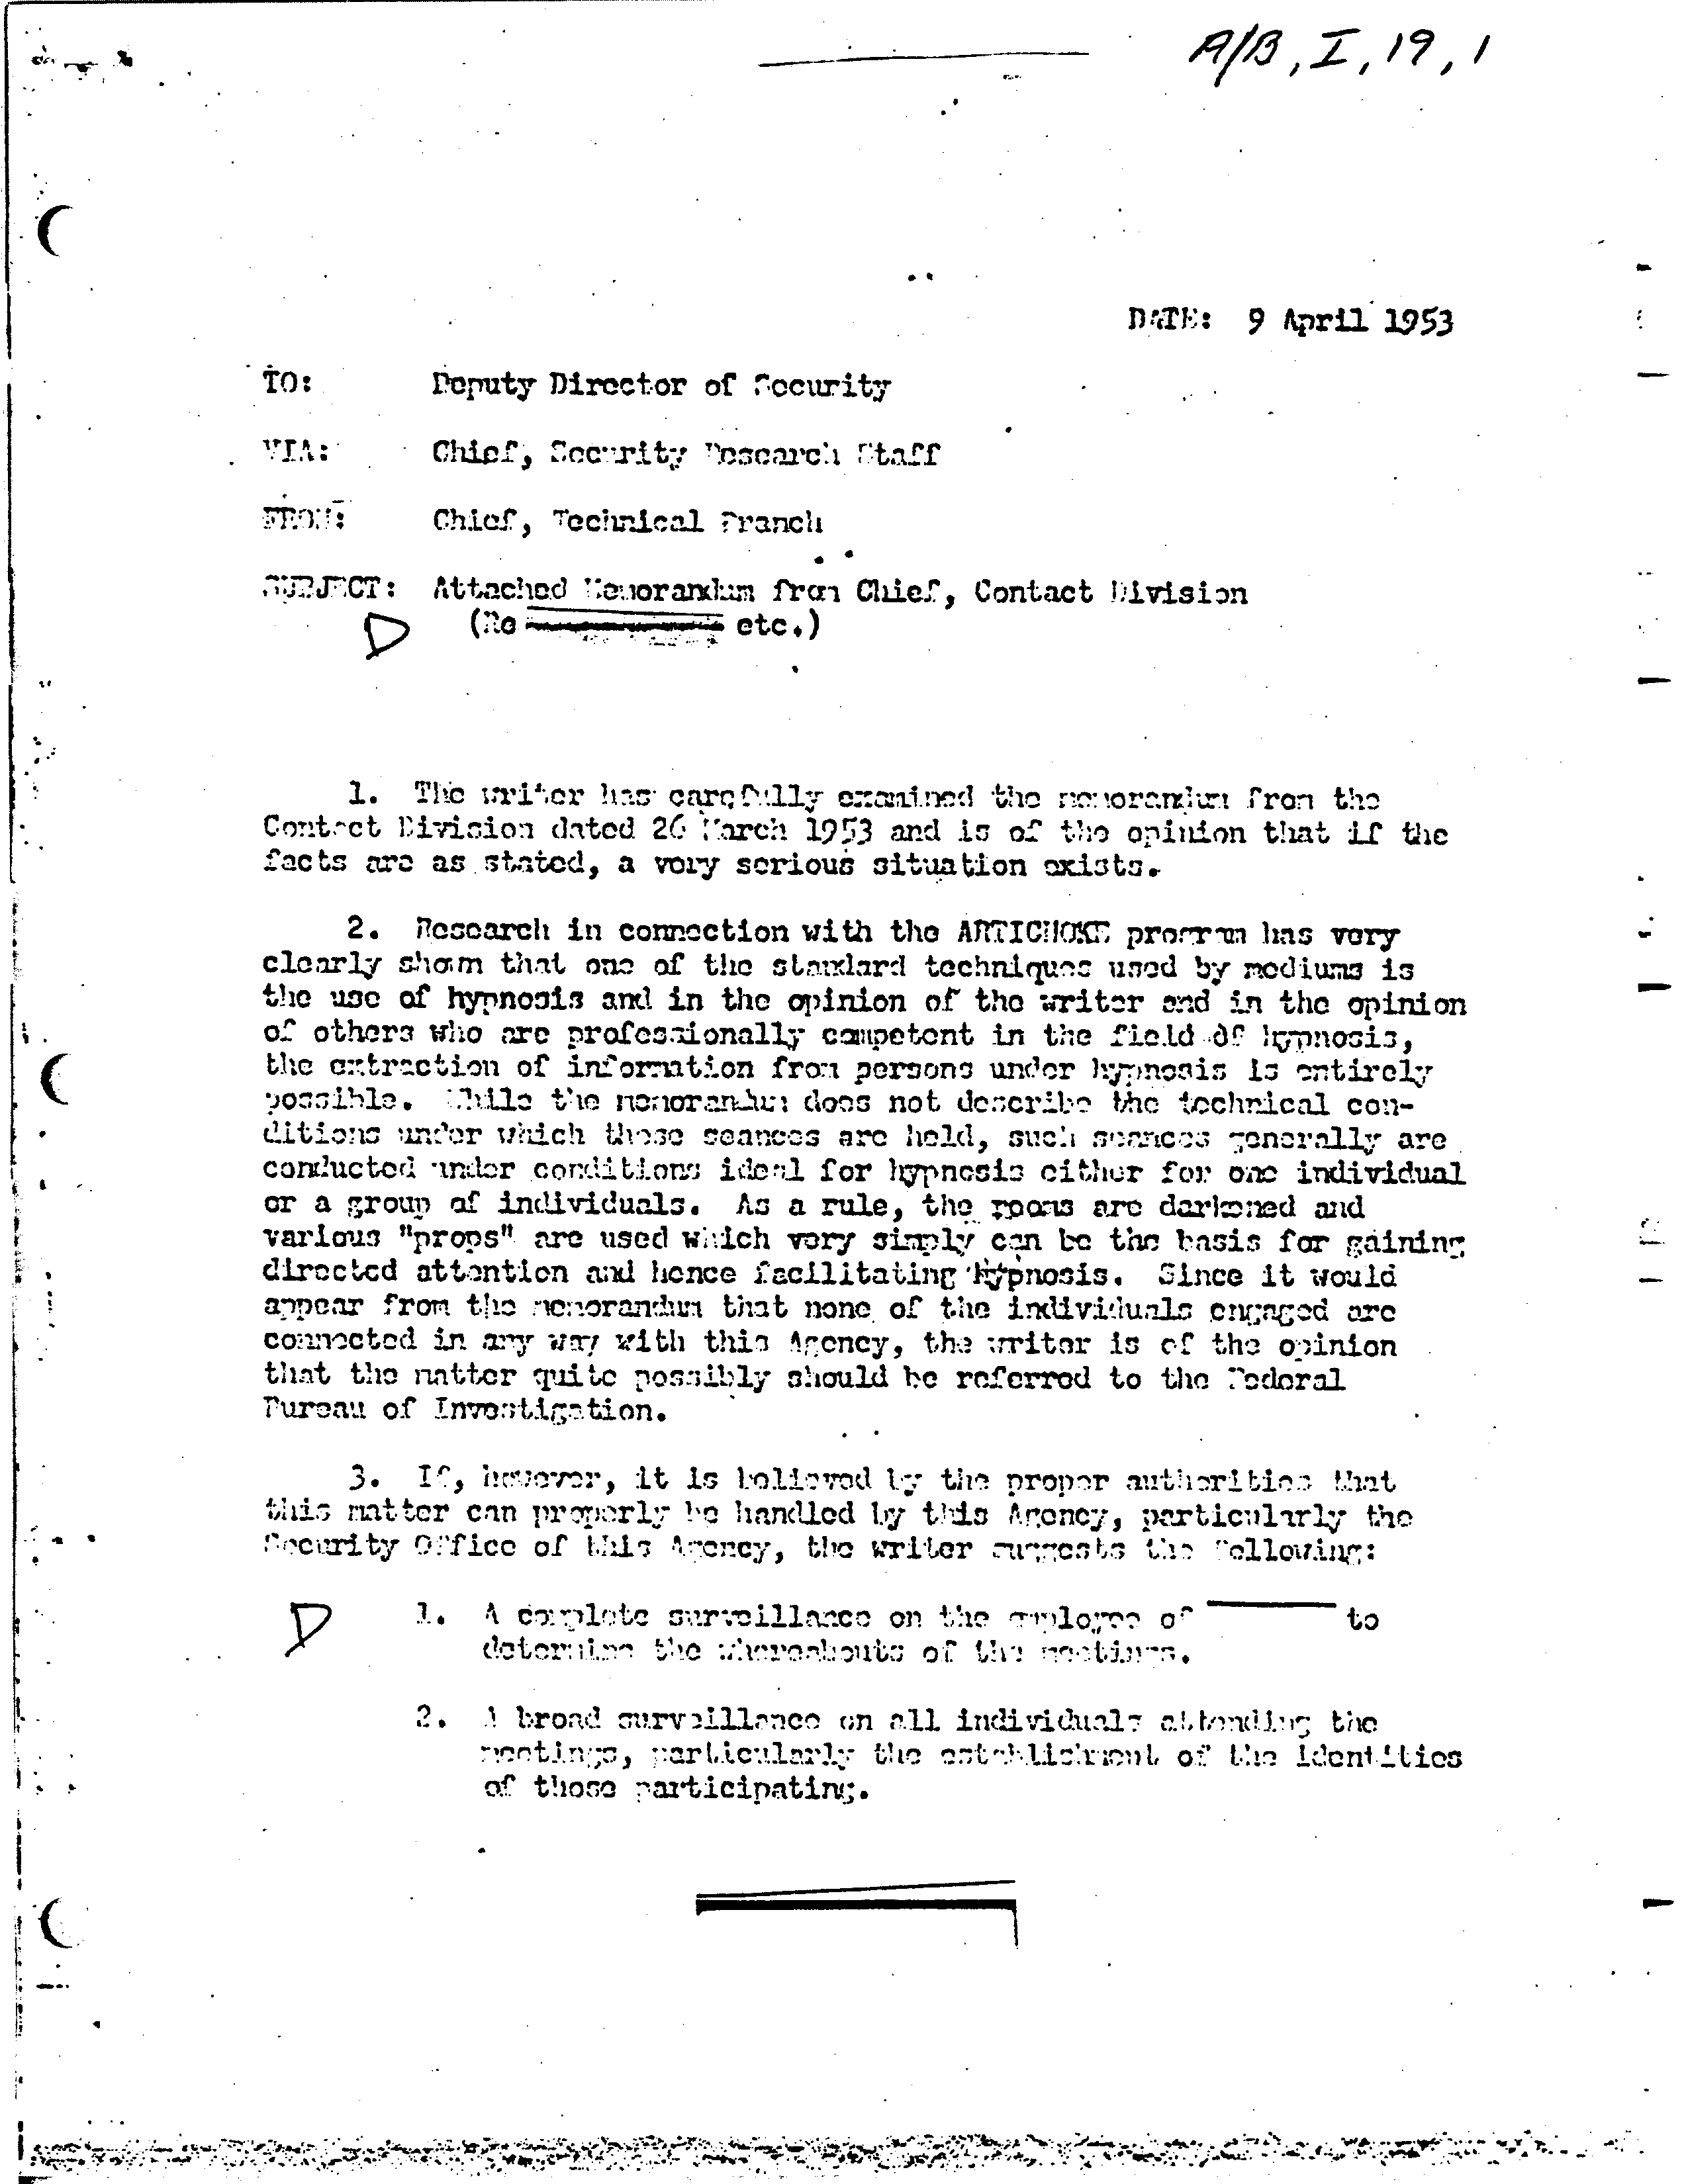 A/B, I, 19, 1
DATE: 9 April 1953
TO: Deputy Director of Security
VIA: Chief, Security Research Staff
FROM: Chief, Technical Branch
SUBJECT: Attached Memorandum from Chief, Contact Division
(Re etc.)
1. The writer has carefully examined the memorandum from the
Contact Division dated 26 March 1953 and is of the opinion that if the
facts are as stated, a very serious situation exists.
2. Research in connection with the ARTICHOKE program has very
clearly shown that one of the standard techniques used by mediums is
the use of hypnosis and in the opinion of the writer and in the opinion
of others who are professionally competent in the field of hypnosis,
the extraction of information from persons under hypnosis is entirely
possible. While the memorandum does not describe the technical con-
ditions under which these seances are held, such seances generally are
conducted under conditions ideal for hypnosis either for one individual
or a group of individuals. As a rule, the rooms are darkened and
various "props" are used which very simply can be the basis for gaining
directed attention and hence facilitating hypnosis. Since it would
appear from the memorandum that none of the individuals engaged are
connected in any way with this Agency, the writer is of the opinion
that the matter quite possibly should be referred to the Federal
Bureau of Investigation.
3. If, however, it is believed by the proper authorities that
this matter can properly be handled by this Agency, particularly the
Security Office of this Agency, the writer suggests the following:
1. A complete surveillance on the employee of to
determine the whereabouts of the meetings.
2. A broad surveillance on all individuals attending the
meetings, particularly the establishment of the identities
of those participating.